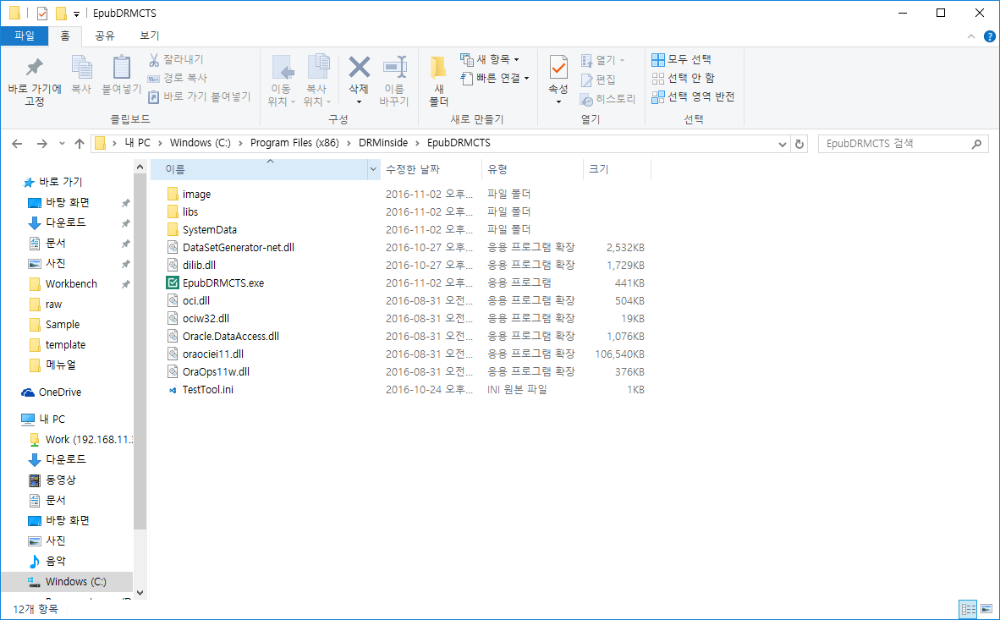 EpubDRMCTS
파일 홈 공유 보기
바로 가기에 고정
복사
붙여넣기
잘라내기
경로 복사
바로 가기 붙여넣기
클립보드
이동 위치
복사 위치
삭제
이름 바꾸기
구성
새 폴더
새 항목
빠른 연결
새로 만들기
속성
열기
편집
히스토리
열기
모두 선택
선택 안 함
선택 영역 반전
선택
내 PC Windows (C:) Program Files (x86) DRMinside EpubDRMCTS
EpubDRMCTS 검색
바로 가기
바탕 화면
다운로드
문서
사진
Workbench
raw
Sample
template
메뉴얼
OneDrive
내 PC
Work (192.168.11.
다운로드
동영상
문서
바탕 화면
사진
음악
Windows (C:)
이름 수정한 날짜 유형 크기
image 2016-11-02 오후... 파일 폴더
libs 2016-11-02 오후... 파일 폴더
SystemData 2016-11-02 오후... 파일 폴더
DataSetGenerator-net.dll 2016-10-27 오후... 응용 프로그램 확장 2,532KB
dilib.dll 2016-10-27 오후... 응용 프로그램 확장 1,729KB
EpubDRMCTS.exe 2016-11-02 오후... 응용 프로그램 441KB
oci.dll 2016-08-31 오전... 응용 프로그램 확장 504KB
ociw32.dll 2016-08-31 오전... 응용 프로그램 확장 19KB
Oracle.DataAccess.dll 2016-08-31 오전... 응용 프로그램 확장 1,076KB
oraociei11.dll 2016-08-31 오전... 응용 프로그램 확장 106,540KB
OraOps11w.dll 2016-08-31 오전... 응용 프로그램 확장 376KB
TestTool.ini 2016-10-24 오후... INI 원본 파일 1KB
12개 항목